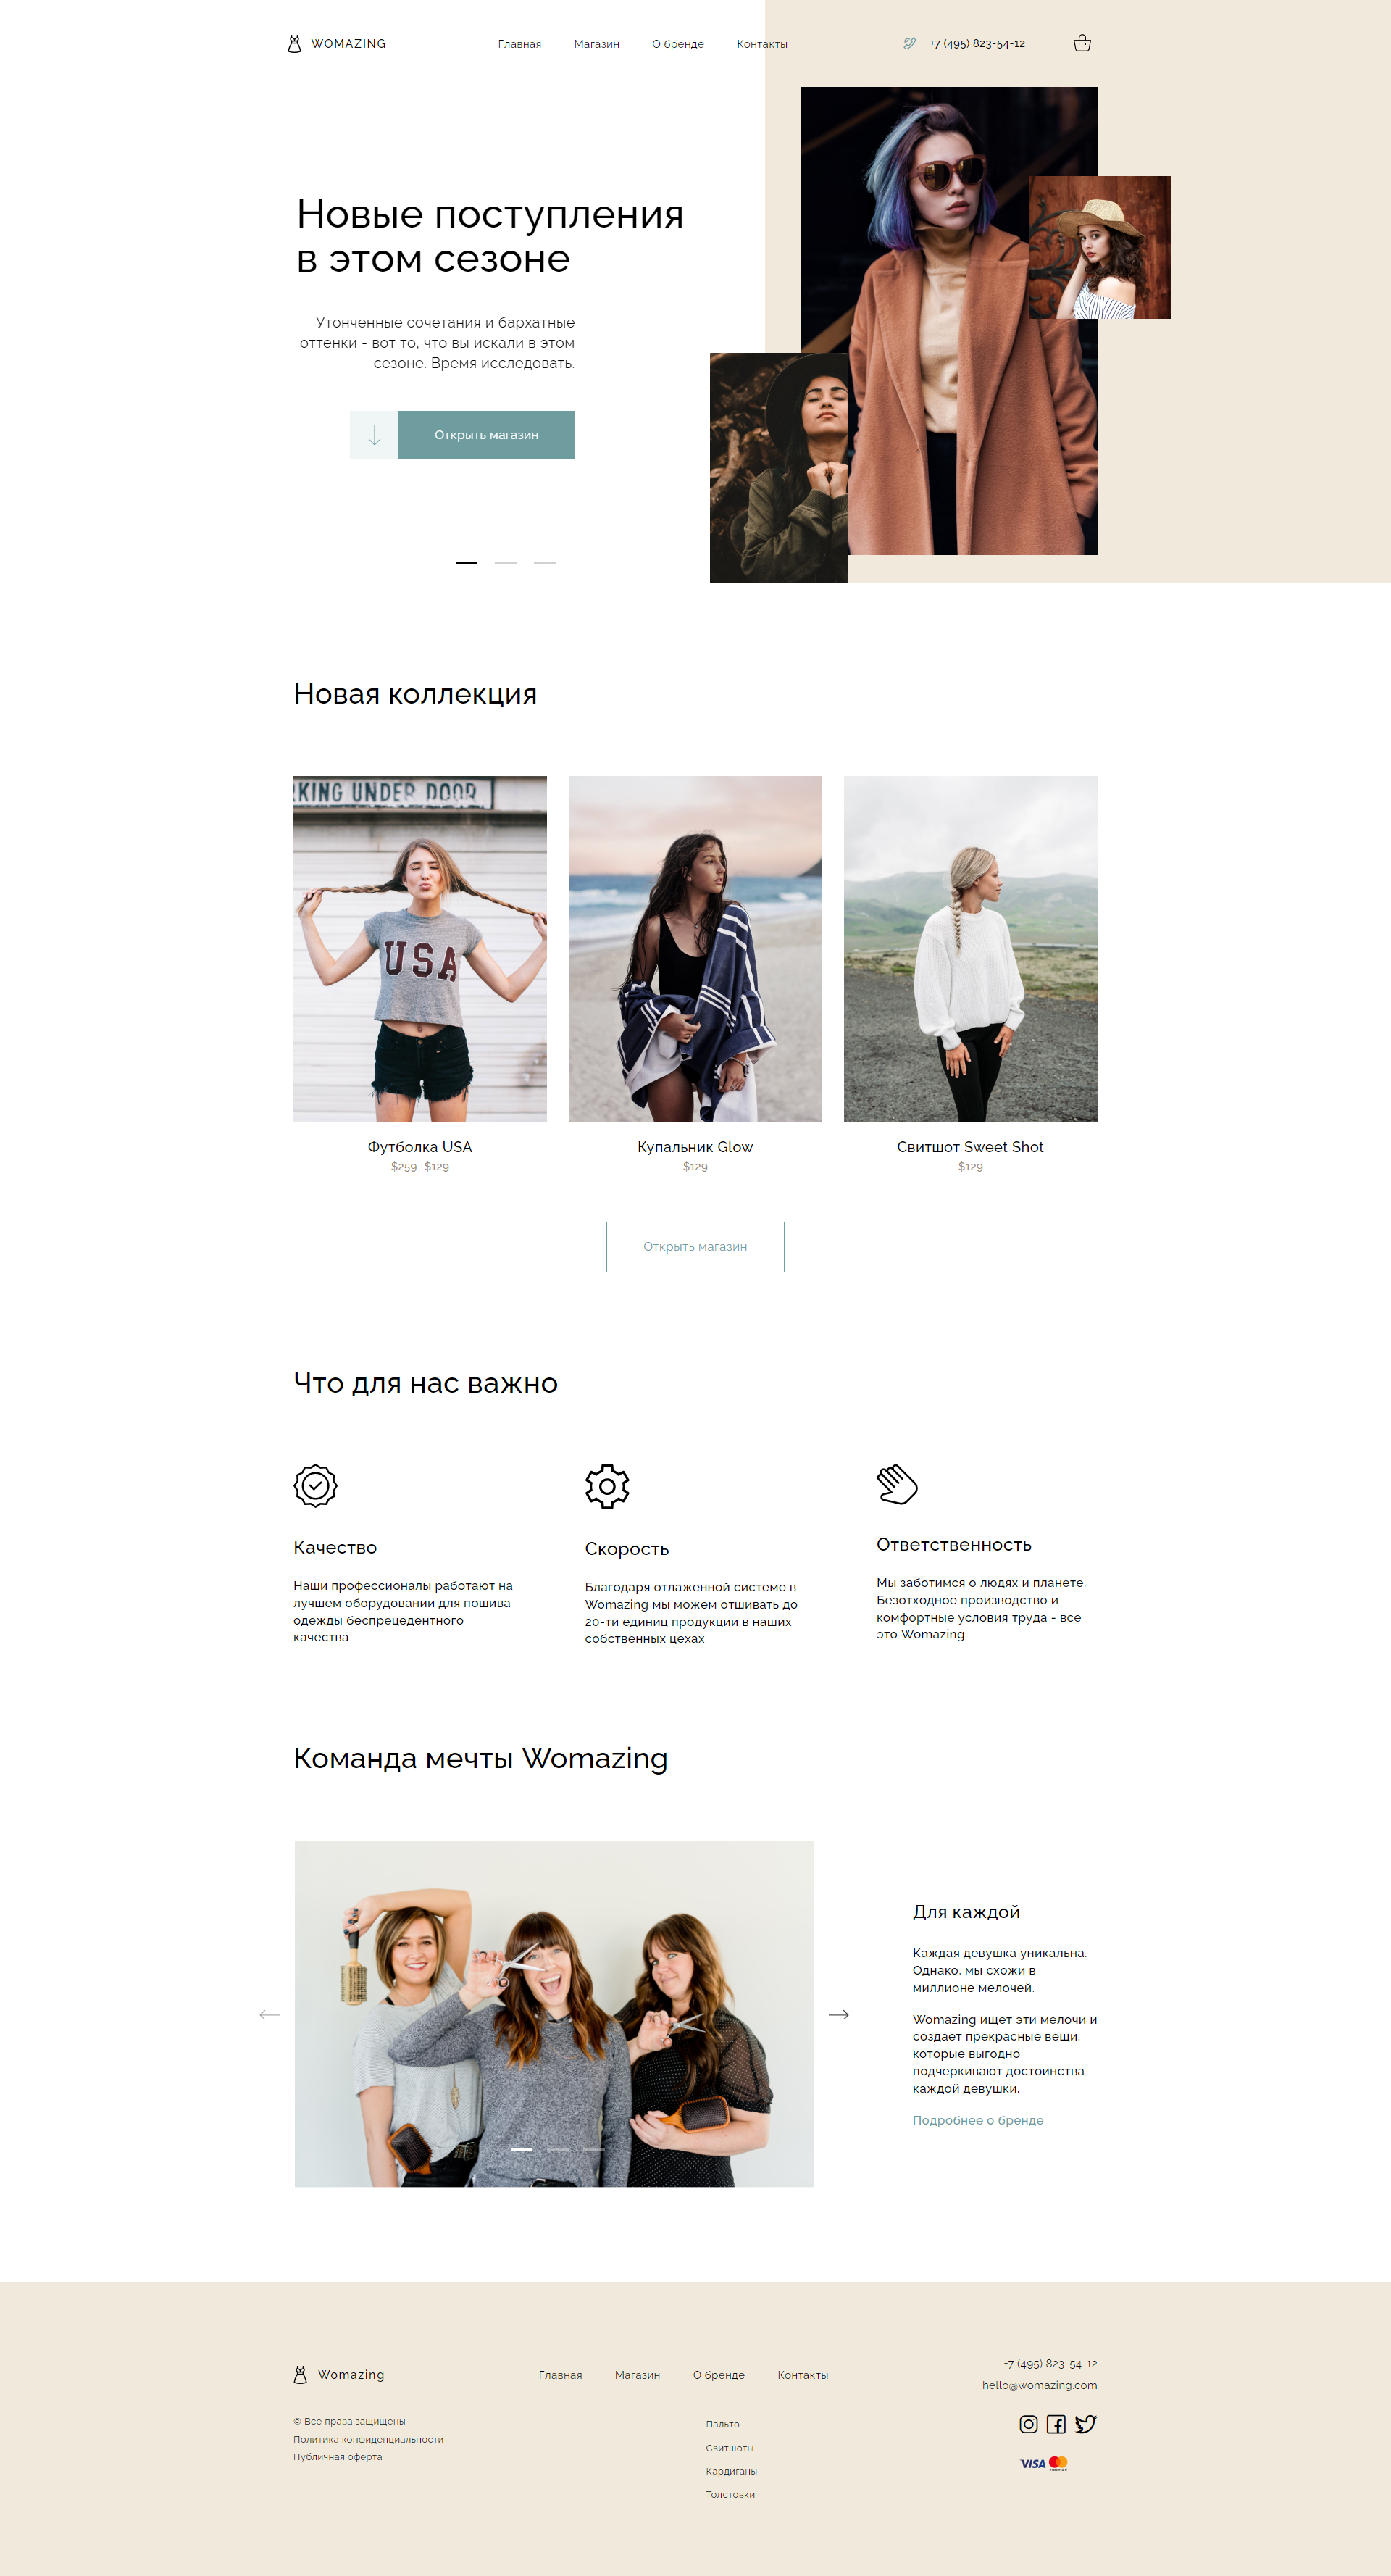 WOMAZING
Главная
Магазин
О бренде
Контакты
+7 (495) 823-54-12
Новые поступления
в этом сезоне
Утонченные сочетания и бархатные
оттенки - вот то, что вы искали в этом
сезоне. Время исследовать.
Открыть магазин
Новая коллекция
KING UNDER DOOR
USA
Футболка USA
$259 $129
Купальник Glow
$129
Свитшот Sweet Shot
$129
Открыть магазин
Что для нас важно
Качество
Наши профессионалы работают на
лучшем оборудовании для пошива
одежды беспрецедентного
качества
Скорость
Благодаря отлаженной системе в
Womazing мы можем отшивать до
20-ти единиц продукции в наших
собственных цехах
Ответственность
Мы заботимся о людях и планете.
Безотходное производство и
комфортные условия труда - все
это Womazing
Команда мечты Womazing
Для каждой
Каждая девушка уникальна.
Однако, мы схожи в
миллионе мелочей.
Womazing ищет эти мелочи и
создает прекрасные вещи,
которые выгодно
подчеркивают достоинства
каждой девушки.
Подробнее о бренде
Womazing
© Все права защищены
Политика конфиденциальности
Публичная оферта
Главная
Магазин
О бренде
Контакты
Пальто
Свитшоты
Кардиганы
Толстовки
+7 (495) 823-54-12
hello@womazing.com
VISA